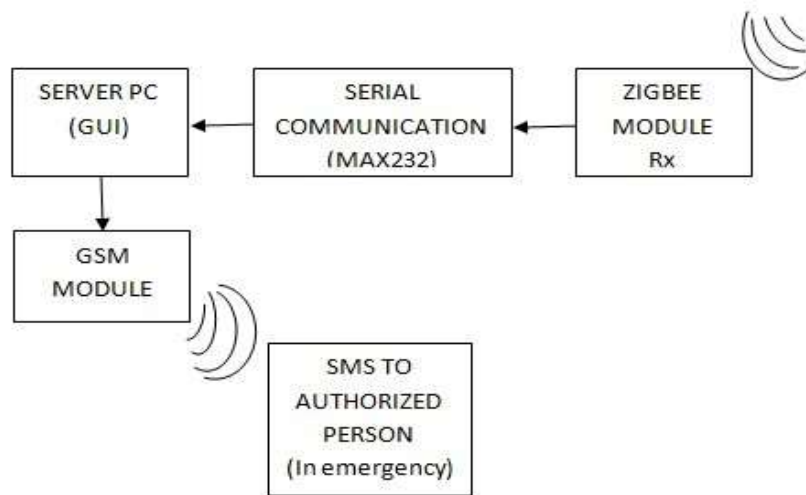 SERVER PC
(GUI)
SERIAL
COMMUNICATION
(MAX232)
ZIGBEE
MODULE
Rx
GSM
MODULE
SMS TO
AUTHORIZED
PERSON
(In emergency)